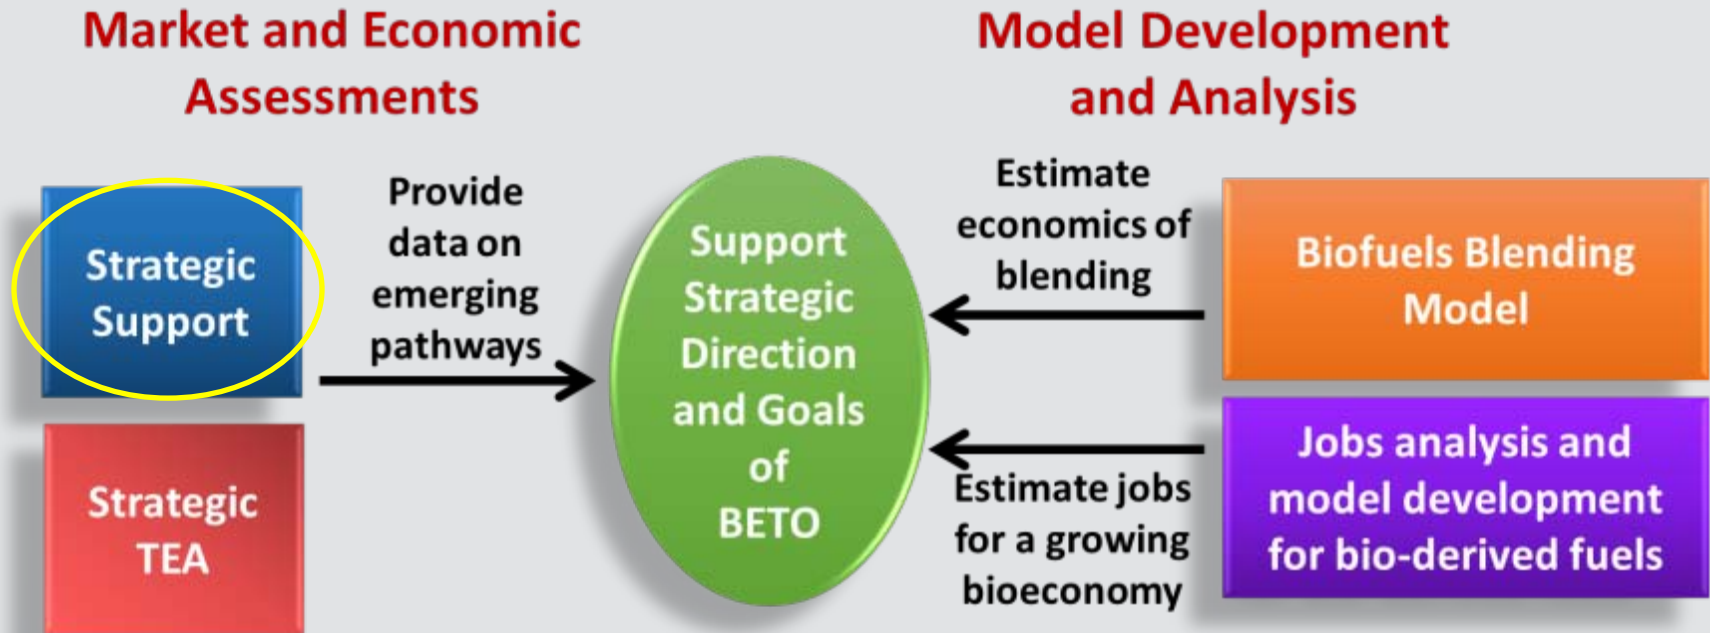 Market and Economic
Assessments
Model Development
and Analysis
Strategic
Support
Provide
data on
emerging
pathways
Strategic
TEA
Support
Strategic
Direction
and Goals
of
BETO
Estimate
economics of
blending
Biofuels Blending
Model
Estimate jobs
for a growing
bioeconomy
Jobs analysis and
model development
for bio-derived fuels